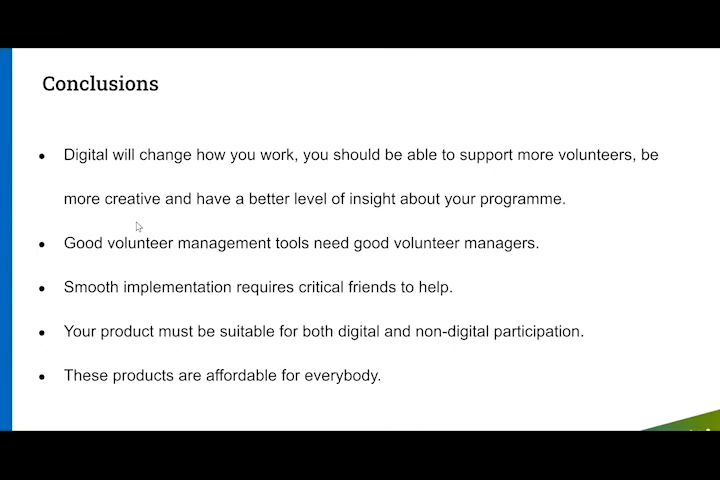 Conclusions
● Digital will change how you work, you should be able to support more volunteers, be
more creative and have a better level of insight about your programme.
● Good volunteer management tools need good volunteer managers.
● Smooth implementation requires critical friends to help.
● Your product must be suitable for both digital and non-digital participation.
● These products are affordable for everybody.